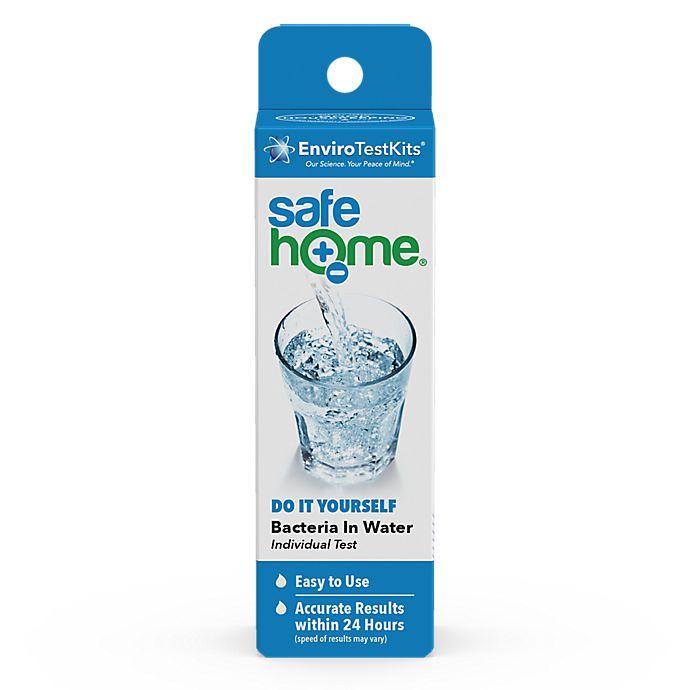 HOUSEKEEPING
EnviroTestKits®
Our Science. Your Peace of Mind.®
safe
home®
DO IT YOURSELF
Bacteria In Water
Individual Test
Easy to Use
Accurate Results
within 24 Hours
(speed of results may vary)